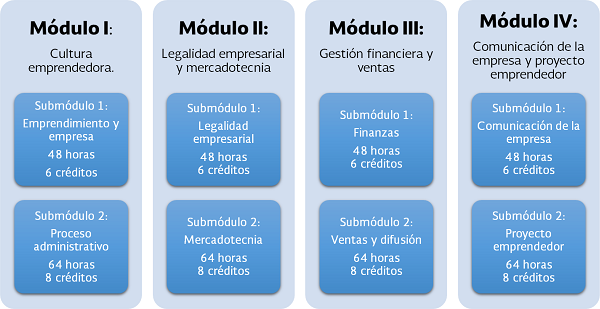 Módulo I:
Cultura
emprendedora.
Submódulo 1:
Emprendimiento y
empresa
48 horas
6 créditos
Submódulo 2:
Proceso
administrativo
64 horas
8 créditos
Módulo II:
Legalidad empresarial
y mercadotecnia
Submódulo 1:
Legalidad
empresarial
48 horas
6 créditos
Submódulo 2:
Mercadotecnia
64 horas
8 créditos
Módulo III:
Gestión financiera y
ventas
Submódulo 1:
Finanzas
48 horas
6 créditos
Submódulo 2:
Ventas y difusión
64 horas
8 créditos
Módulo IV:
Comunicación de la
empresa y proyecto
emprendedor
Submódulo 1:
Comunicación de la
empresa
48 horas
6 créditos
Submódulo 2:
Proyecto
emprendedor
64 horas
8 créditos